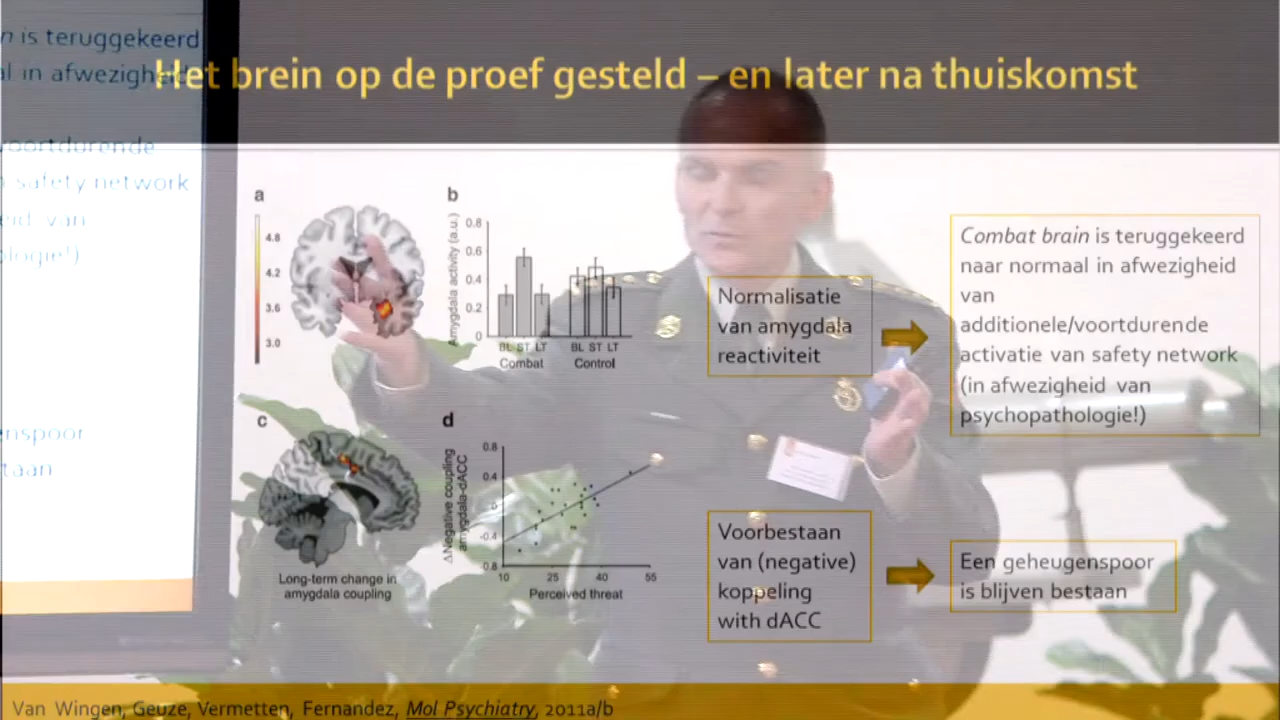 n is teruggekeerd
al in afwezigheid
voortdurende
safety network
eid van
ologie!)
nspoor
taan
Het brein op de proef gesteld – en later na thuiskomst
a
4.8
4.2
3.6
3.0
b
Amygdala activity (a.u.)
0.8
0.6
0.4
0.2
0
BL ST LT
BL ST LT
Combat
Control
Normalisatie
van amygdala
reactiviteit
Combat brain is teruggekeerd
naar normaal in afwezigheid
van
additionele/voortdurende
activatie van safety network
(in afwezigheid van
psychopathologie!)
c
Long-term change in
amygdala coupling
d
ΔNegative coupling
amygdala-dACC
0.8
0.4
0
-0.4
0.8
10 25 40 55
Perceived threat
Voorbestaan
van (negative)
koppeling
with dACC
Een geheugenspoor
is blijven bestaan
Van Wingen, Geuze, Vermetten, Fernandez, Mol Psychiatry, 2011a/b